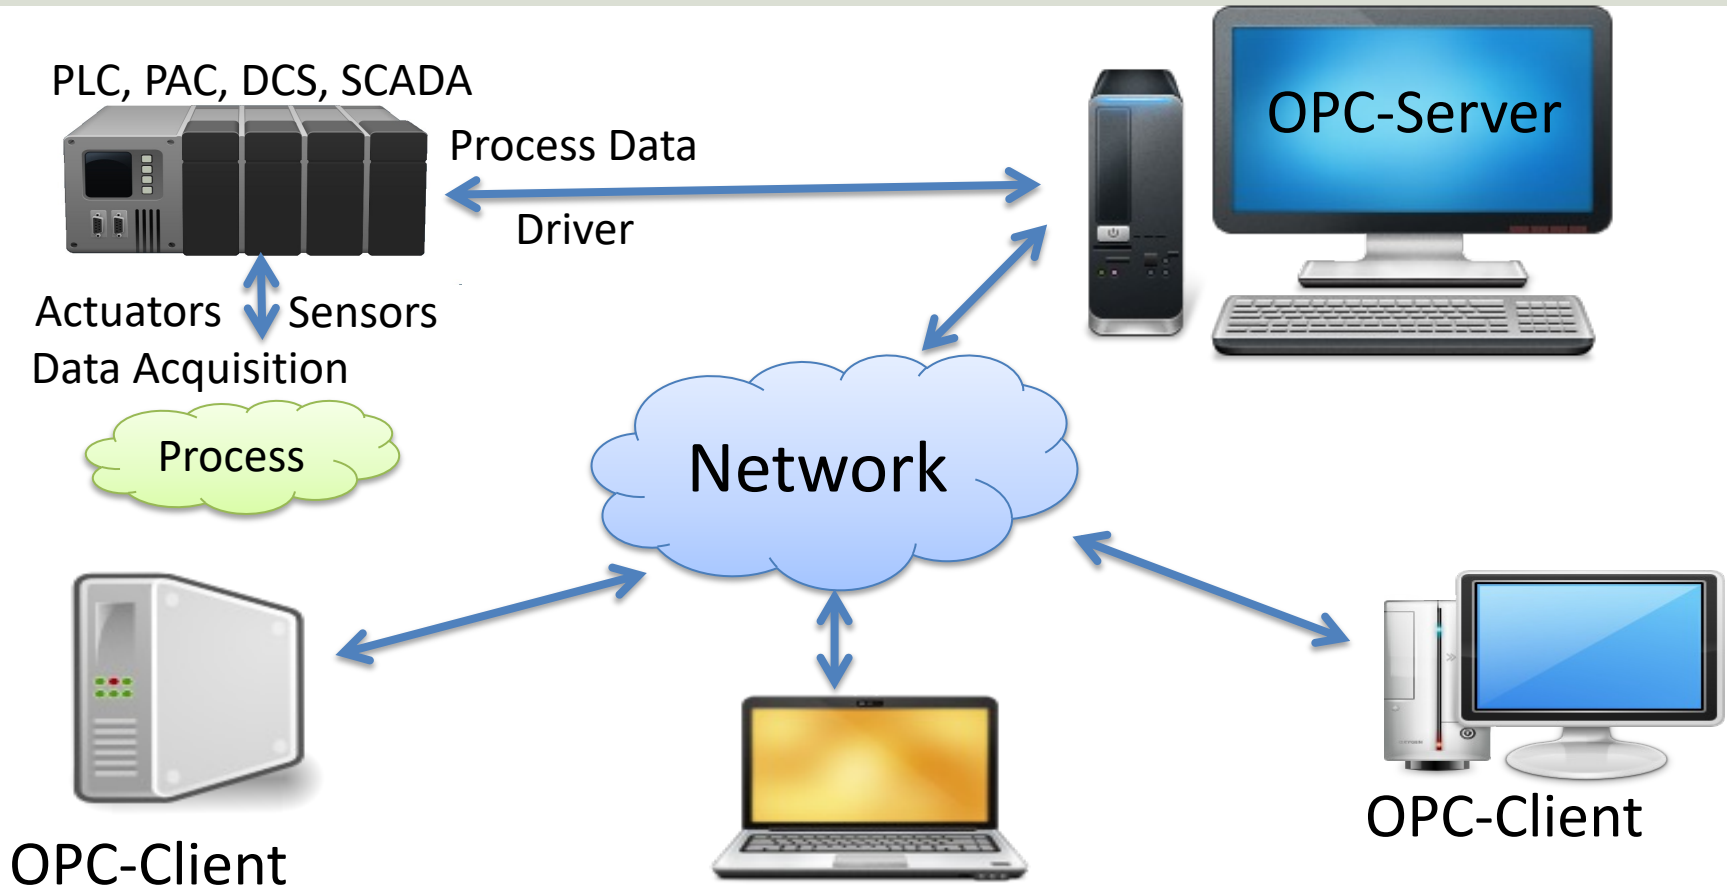 PLC, PAC, DCS, SCADA
Process Data
Driver
OPC-Server
Actuators
Sensors
Data Acquisition
Process
Network
OPC-Client
OPC-Client